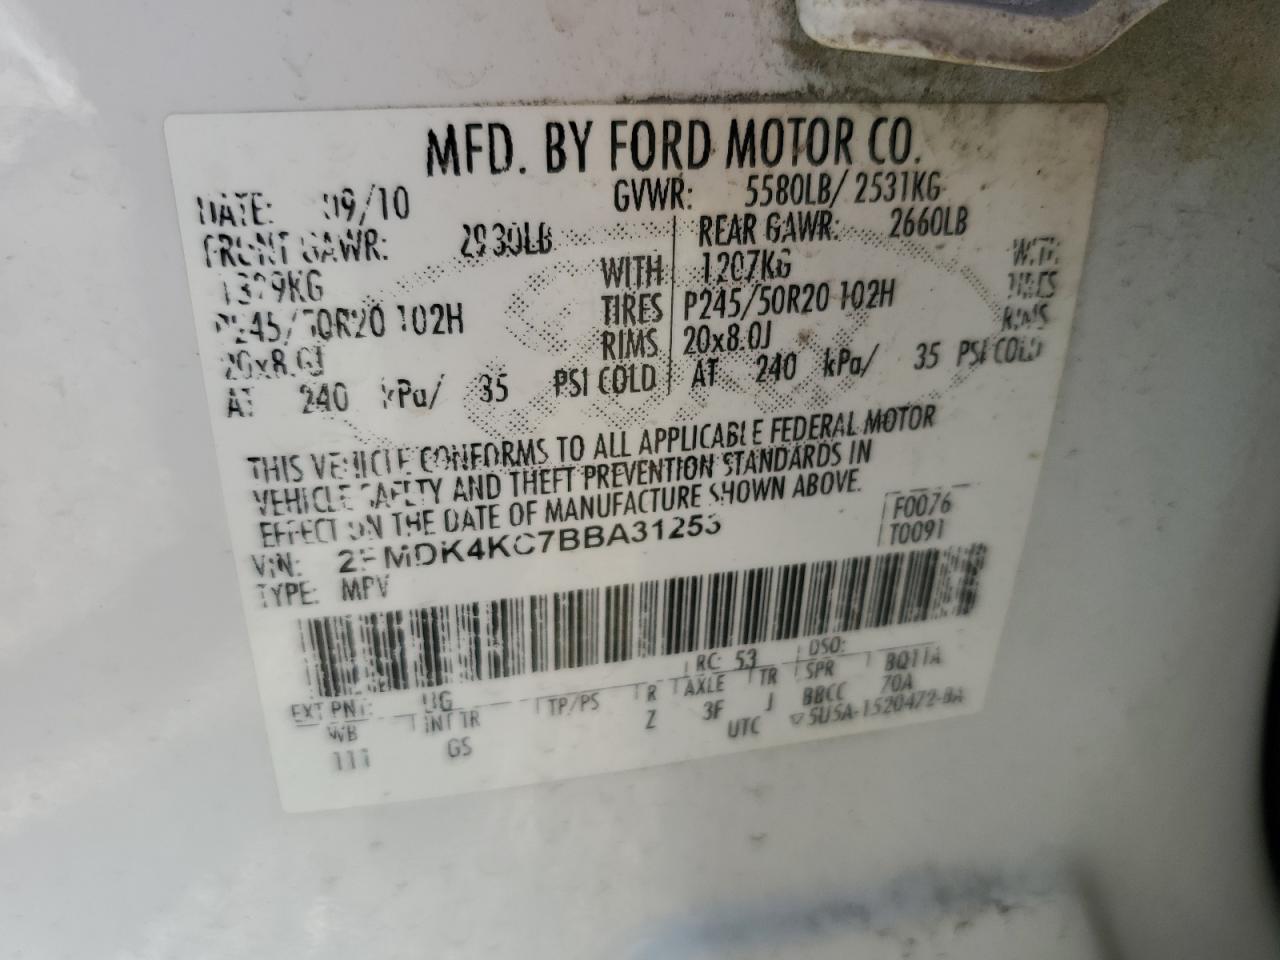 MFD. BY FORD MOTOR CO.
DATE: 09/10 GVWR: 5580LB/ 2531KG
FRONT GAWR: 2930LB REAR GAWR: 2660LB
1329KG WITH 1207KG WITH
P245/50R20 102H TIRES P245/50R20 102H TIRES
20x8.0J RIMS 20x8.0J RIMS
AT 240 kPa/ 35 PSI COLD AT 240 kPa/ 35 PSI COLD
THIS VEHICLE CONFORMS TO ALL APPLICABLE FEDERAL MOTOR
VEHICLE SAFETY AND THEFT PREVENTION STANDARDS IN
EFFECT ON THE DATE OF MANUFACTURE SHOWN ABOVE.
F0076
VIN: 2FMDK4KC7BBA31253 T0091
TYPE: MPV
EXT PNT: UG RC: 53 DSO:
WB INT TR TP/PS R AXLE TR SPR BQ11A
111 GS Z 3F J BBCC 70A
UTC ▽5U5A-1520472-BA